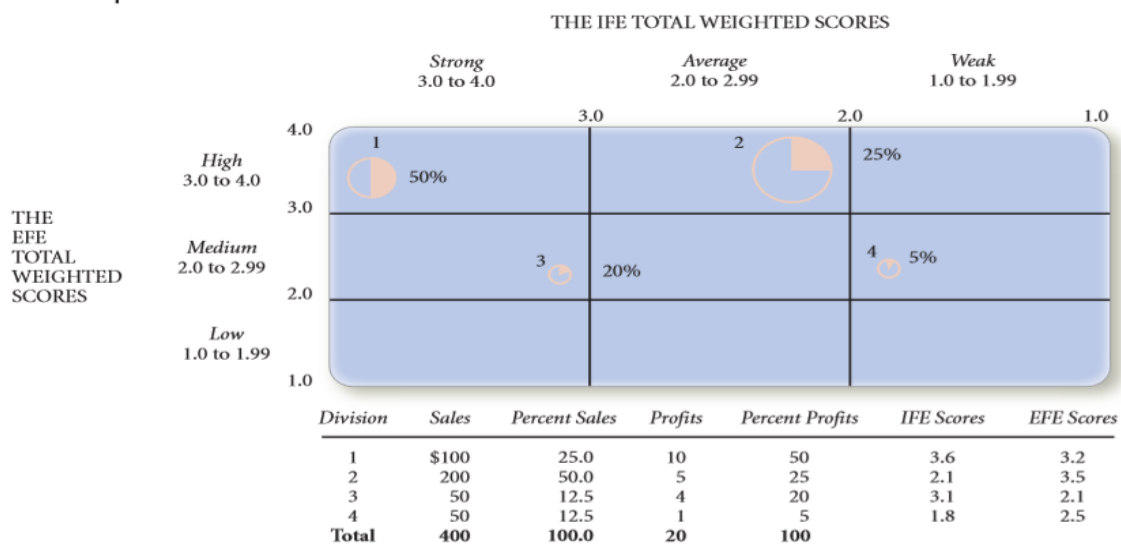 THE IFE TOTAL WEIGHTED SCORES
Strong
3.0 to 4.0
Average
2.0 to 2.99
Weak
1.0 to 1.99
3.0
2.0
1.0
4.0
High
3.0 to 4.0
1
50%
2
25%
3.0
THE
EFE
TOTAL
WEIGHTED
SCORES
Medium
2.0 to 2.99
3
20%
4
5%
2.0
Low
1.0 to 1.99
1.0
Division Sales Percent Sales Profits Percent Profits IFE Scores EFE Scores
1 $100 25.0 10 50 3.6 3.2
2 200 50.0 5 25 2.1 3.5
3 50 12.5 4 20 3.1 2.1
4 50 12.5 1 5 1.8 2.5
Total 400 100.0 20 100